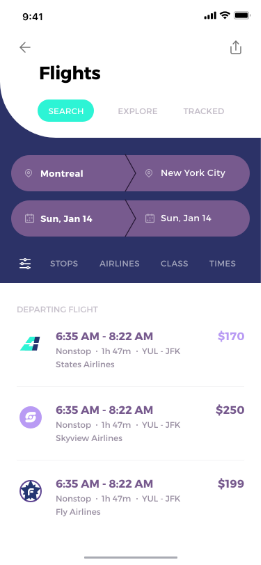 9:41
Flights
SEARCH EXPLORE TRACKED
Montreal New York City
Sun, Jan 14 Sun, Jan 14
STOPS AIRLINES CLASS TIMES
DEPARTING FLIGHT
6:35 AM - 8:22 AM $170
Nonstop · 1h 47m · YUL - JFK
States Airlines
6:35 AM - 8:22 AM $250
Nonstop · 1h 47m · YUL - JFK
Skyview Airlines
6:35 AM - 8:22 AM $199
Nonstop · 1h 47m · YUL - JFK
Fly Airlines